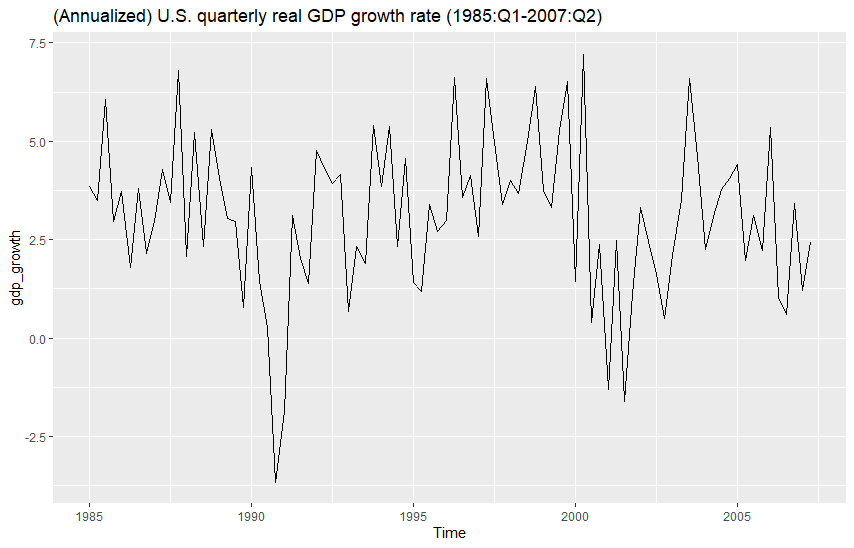 (Annualized) U.S. quarterly real GDP growth rate (1985:Q1-2007:Q2)
7.5
5.0
2.5
0.0
-2.5
gdp_growth
1985 1990 1995 2000 2005
Time